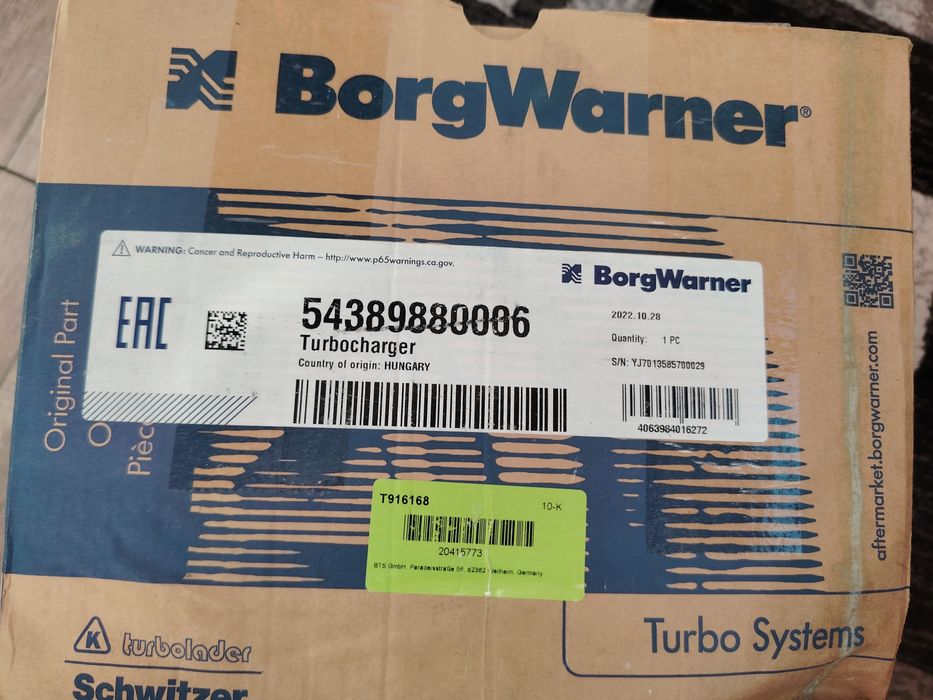 BorgWarner®
WARNING: Cancer and Reproductive Harm – http://www.p65warnings.ca.gov.
BorgWarner
EAC
54389880006
Turbocharger
Country of origin: HUNGARY
2022.10.28
Quantity: 1 PC
S/N: YJ7013585700029
4063984016272
Original Part
O
Pièc
aftermarket.borgwarner.com
T916168
10-K
20415773
BTS GmbH, Paradeisstraße 56, 82362 Weilheim, Germany
Turbo Systems
K turbolader
Schwitzer